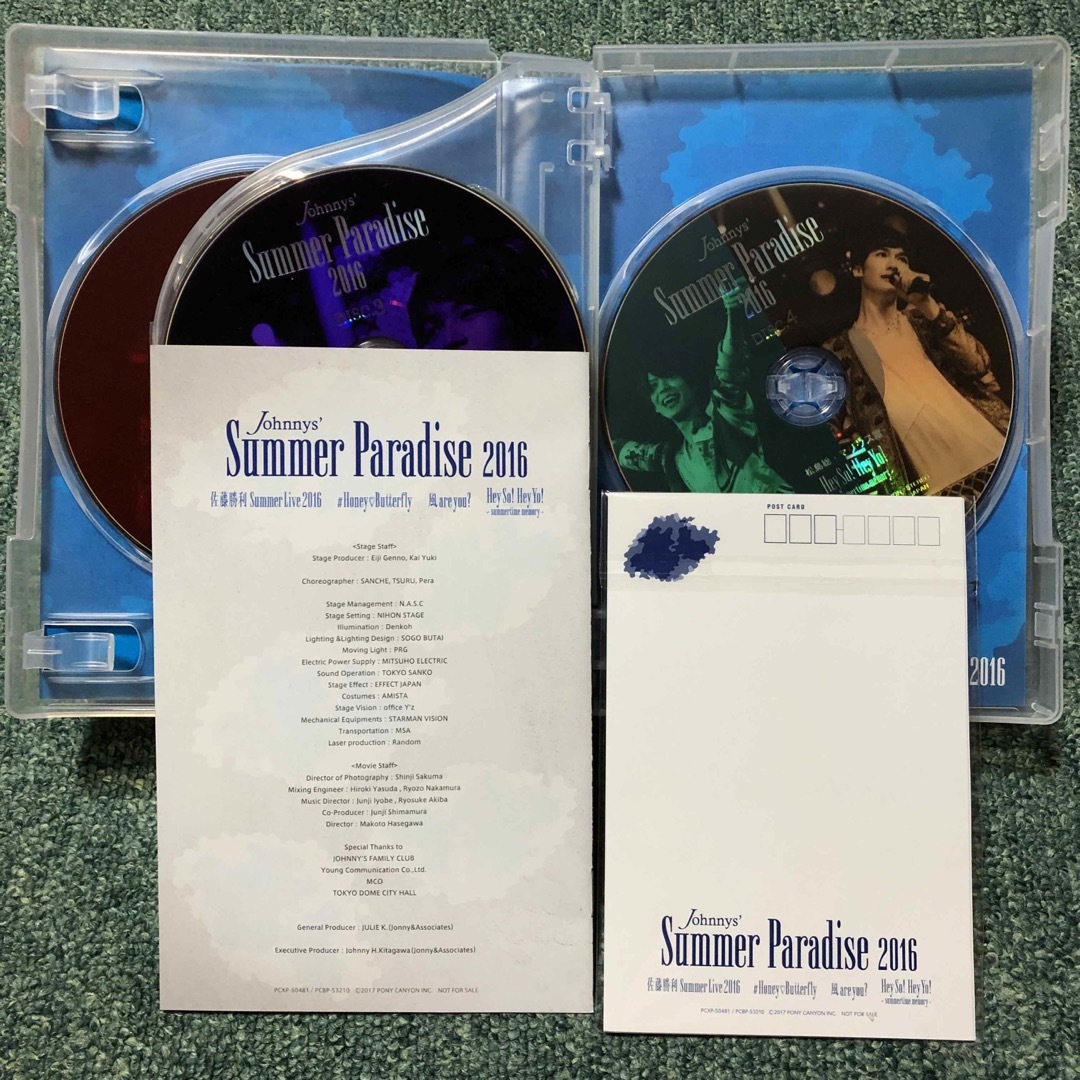 Johnnys'
Summer Paradise
2016
Disc.3
Johnnys'
Summer Paradise
2016
Disc.4
Hey So! Hey Yo!
2016
Johnnys'
Summer Paradise 2016
佐藤勝利 Summer Live 2016 #Honey♡Butterfly 風 are you? Hey So! Hey Yo!
- summertime memory -
<Stage Staff>
Stage Producer : Eiji Genno, Kai Yuki
Choreographer : SANCHE, TSURU, Pera
Stage Management : N.A.S.C
Stage Setting : NIHON STAGE
Illumination : Denkoh
Lighting &Lighting Design : SOGO BUTAI
Moving Light : PRG
Electric Power Supply : MITSUHO ELECTRIC
Sound Operation : TOKYO SANKO
Stage Effect : EFFECT JAPAN
Costumes : AMISTA
Stage Vision : office Y'z
Mechanical Equipments : STARMAN VISION
Transportation : MSA
Laser production : Random
<Movie Staff>
Director of Photography : Shinji Sakuma
Mixing Engineer : Hiroki Yasuda , Ryozo Nakamura
Music Director : Junji Iyobe , Ryosuke Akiba
Co-Producer : Junji Shimamura
Director : Makoto Hasegawa
Special Thanks to
JOHNNY'S FAMILY CLUB
Young Communication Co.,Ltd.
MCO
TOKYO DOME CITY HALL
General Producer : JULIE K.(Jonny&Associates)
Executive Producer : Johnny H.Kitagawa(Jonny&Associates)
PCXP-50481 / PCBP-53210 ©2017 PONY CANYON INC. NOT FOR SALE
POST CARD
Johnnys'
Summer Paradise 2016
佐藤勝利 Summer Live 2016 #Honey♡Butterfly 風 are you? Hey So! Hey Yo!
- summertime memory -
PCXP-50481 / PCBP-53210 ©2017 PONY CANYON INC. NOT FOR SALE